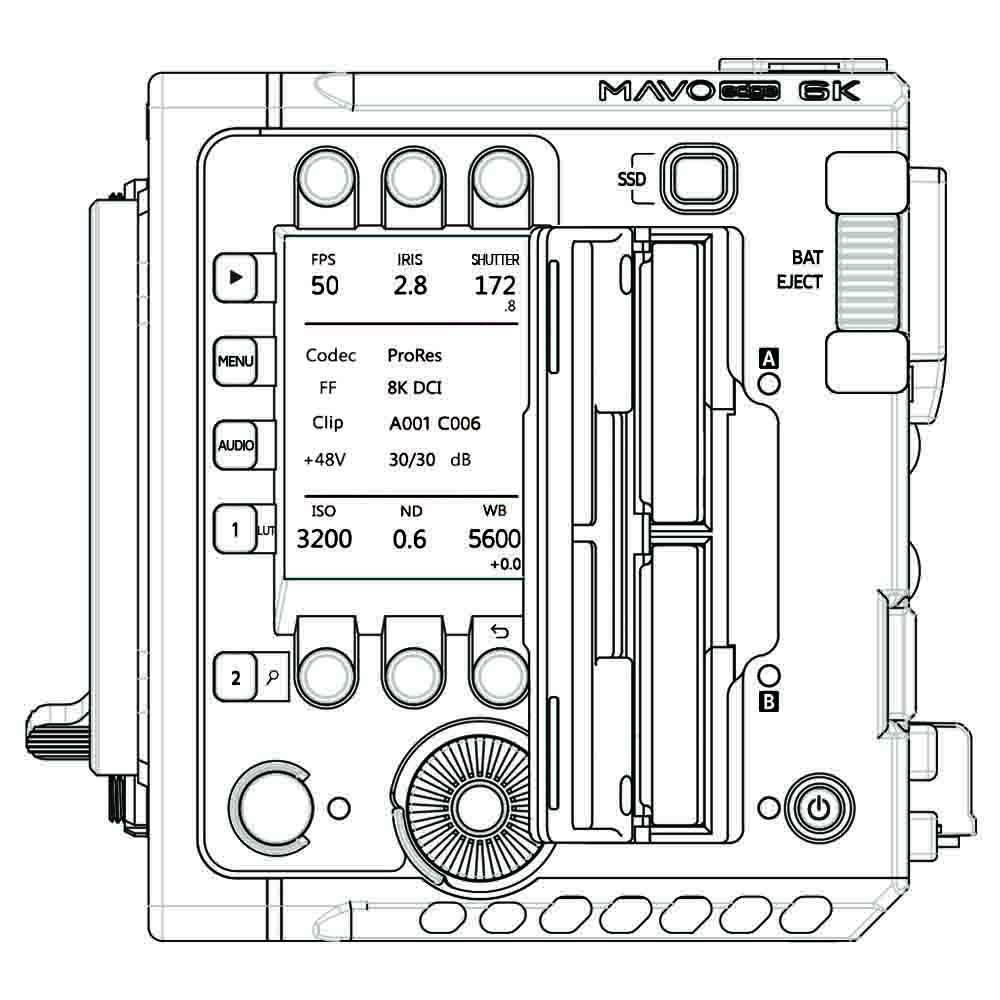 MAVO edge 6K
SSD
BAT
EJECT
FPS IRIS SHUTTER
50 2.8 172
.8
MENU
Codec ProRes
FF 8K DCI
AUDIO
Clip A001 C006
+48V 30/30 dB
1 LUT
ISO ND WB
3200 0.6 5600
+0.0
2
A
B